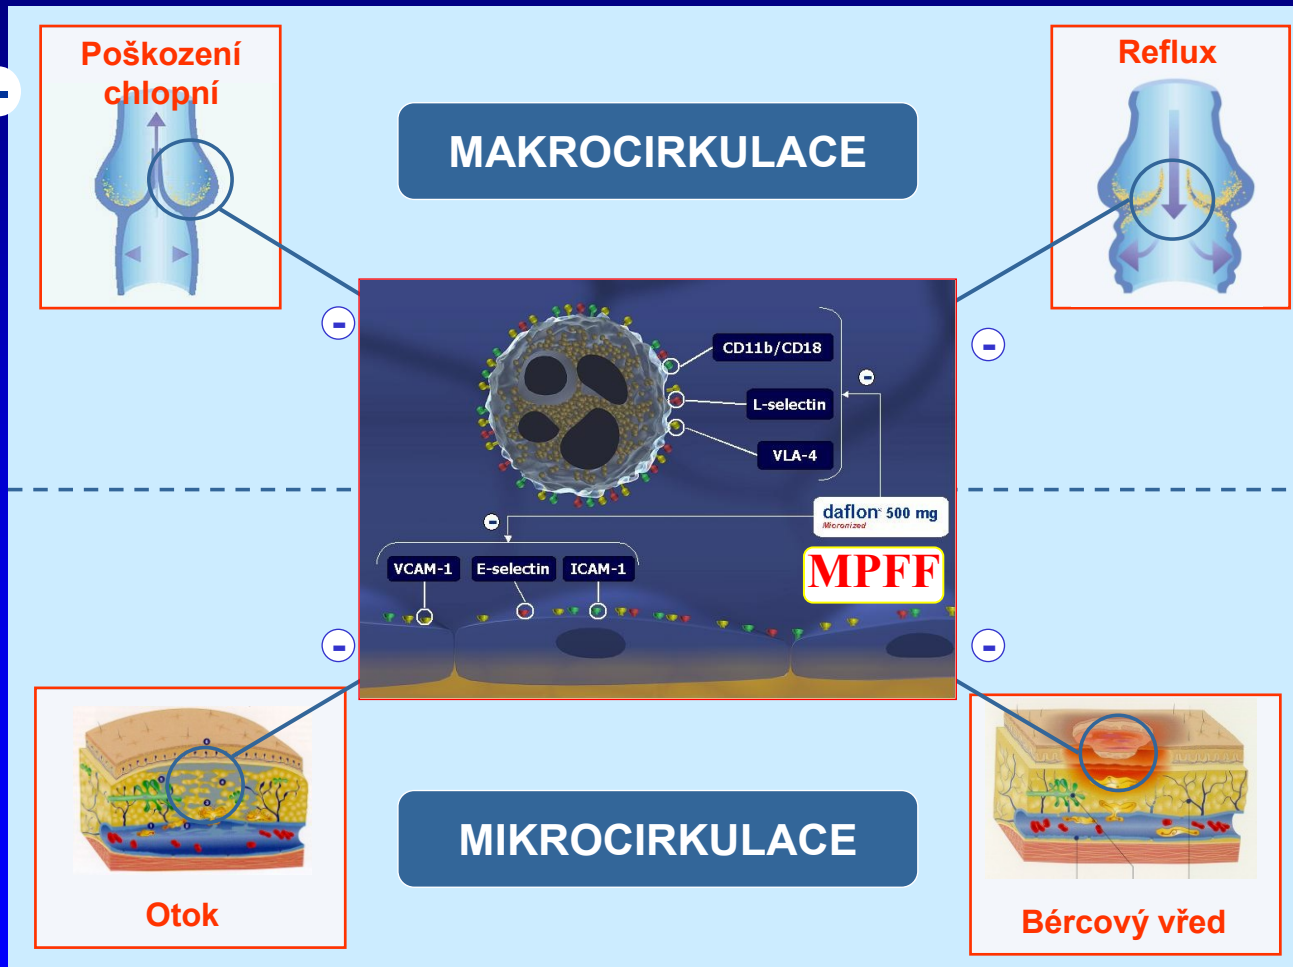 Poškození
chlopní
Reflux
MAKROCIRKULACE
-
-
CD11b/CD18
-
L-selectin
VLA-4
daflon® 500 mg
Micronized
-
MPFF
VCAM-1 E-selectin ICAM-1
-
-
MIKROCIRKULACE
Otok
Bércový vřed